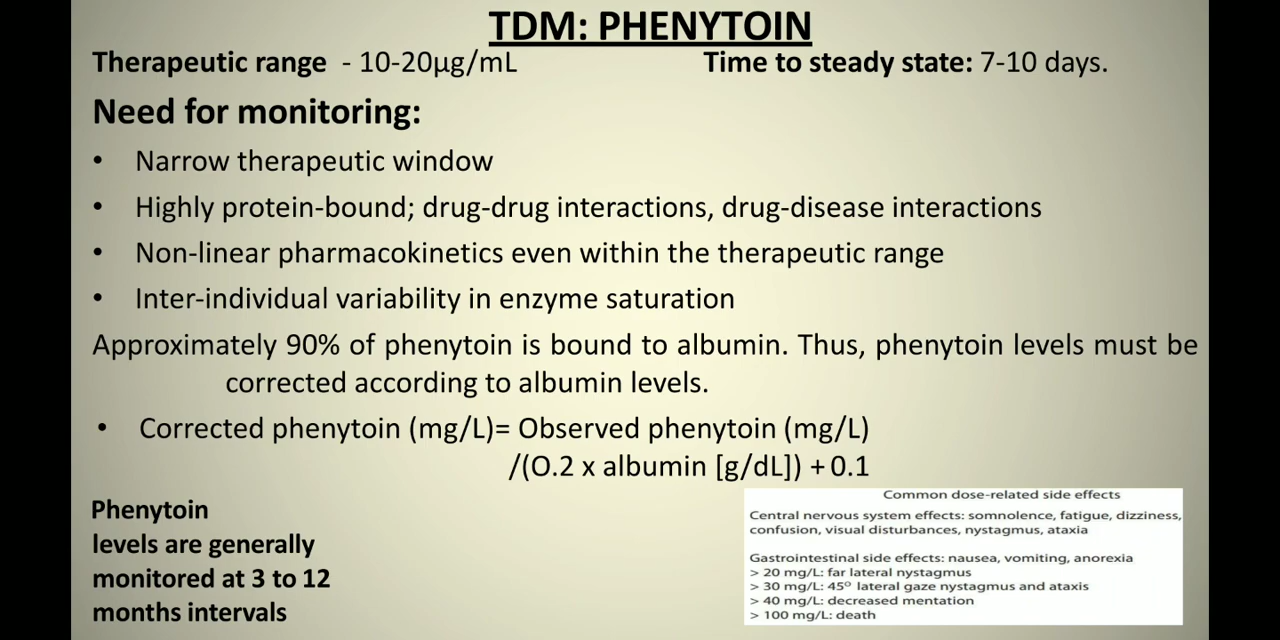 TDM: PHENYTOIN
Therapeutic range - 10-20µg/mL Time to steady state: 7-10 days.
Need for monitoring:
• Narrow therapeutic window
• Highly protein-bound; drug-drug interactions, drug-disease interactions
• Non-linear pharmacokinetics even within the therapeutic range
• Inter-individual variability in enzyme saturation
Approximately 90% of phenytoin is bound to albumin. Thus, phenytoin levels must be
corrected according to albumin levels.
• Corrected phenytoin (mg/L)= Observed phenytoin (mg/L)
/(O.2 x albumin [g/dL]) + 0.1
Phenytoin
levels are generally
monitored at 3 to 12
months intervals
Common dose-related side effects
Central nervous system effects: somnolence, fatigue, dizziness,
confusion, visual disturbances, nystagmus, ataxia
Gastrointestinal side effects: nausea, vomiting, anorexia
> 20 mg/L: far lateral nystagmus
> 30 mg/L: 45º lateral gaze nystagmus and ataxis
> 40 mg/L: decreased mentation
> 100 mg/L: death